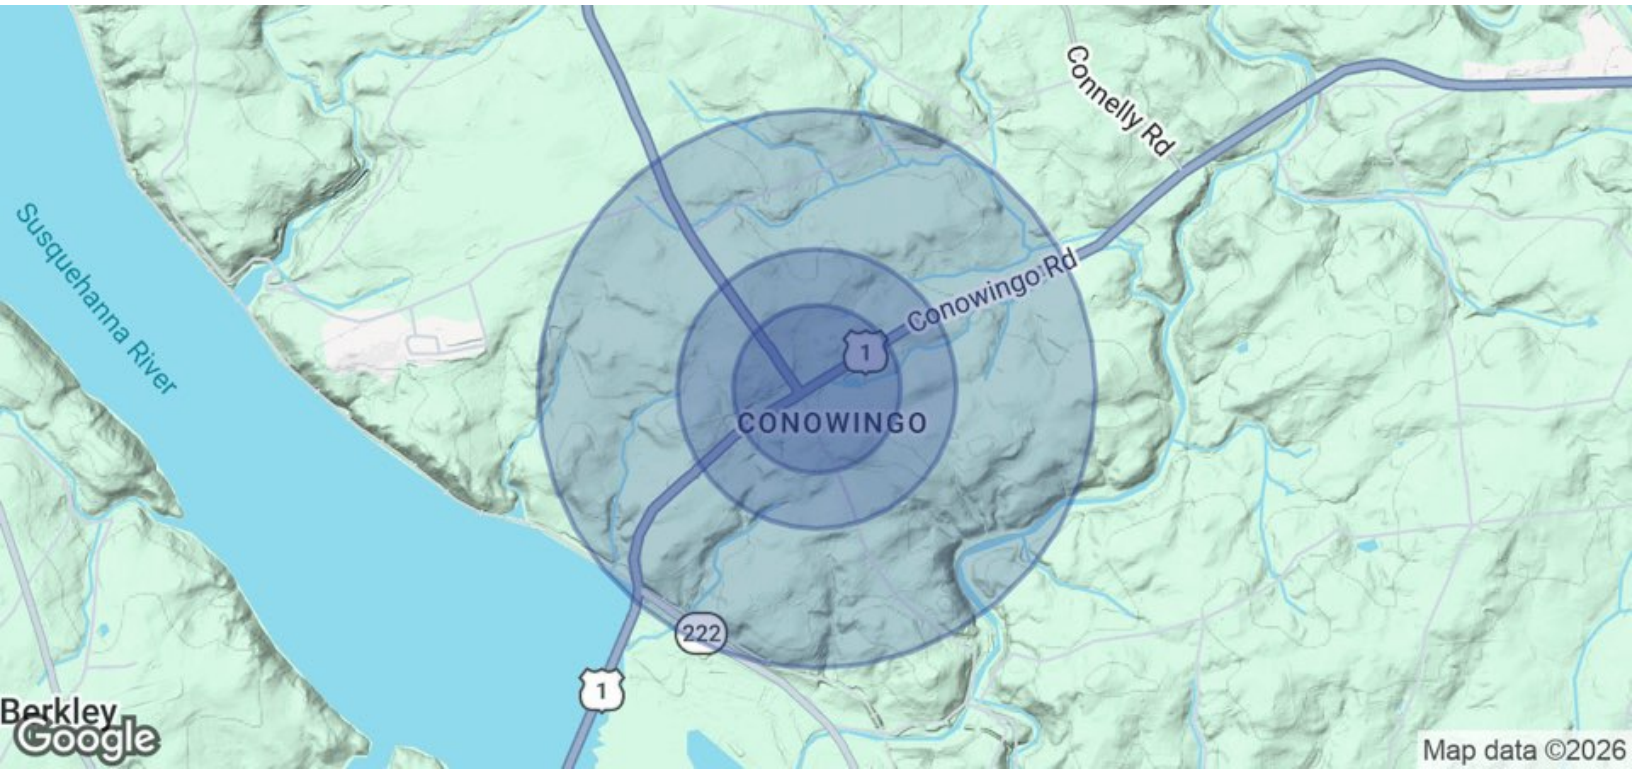 Connelly Rd
Susquehanna River
Conowingo Rd
1
CONOWINGO
222
1
Berkley
Google
Map data ©2026